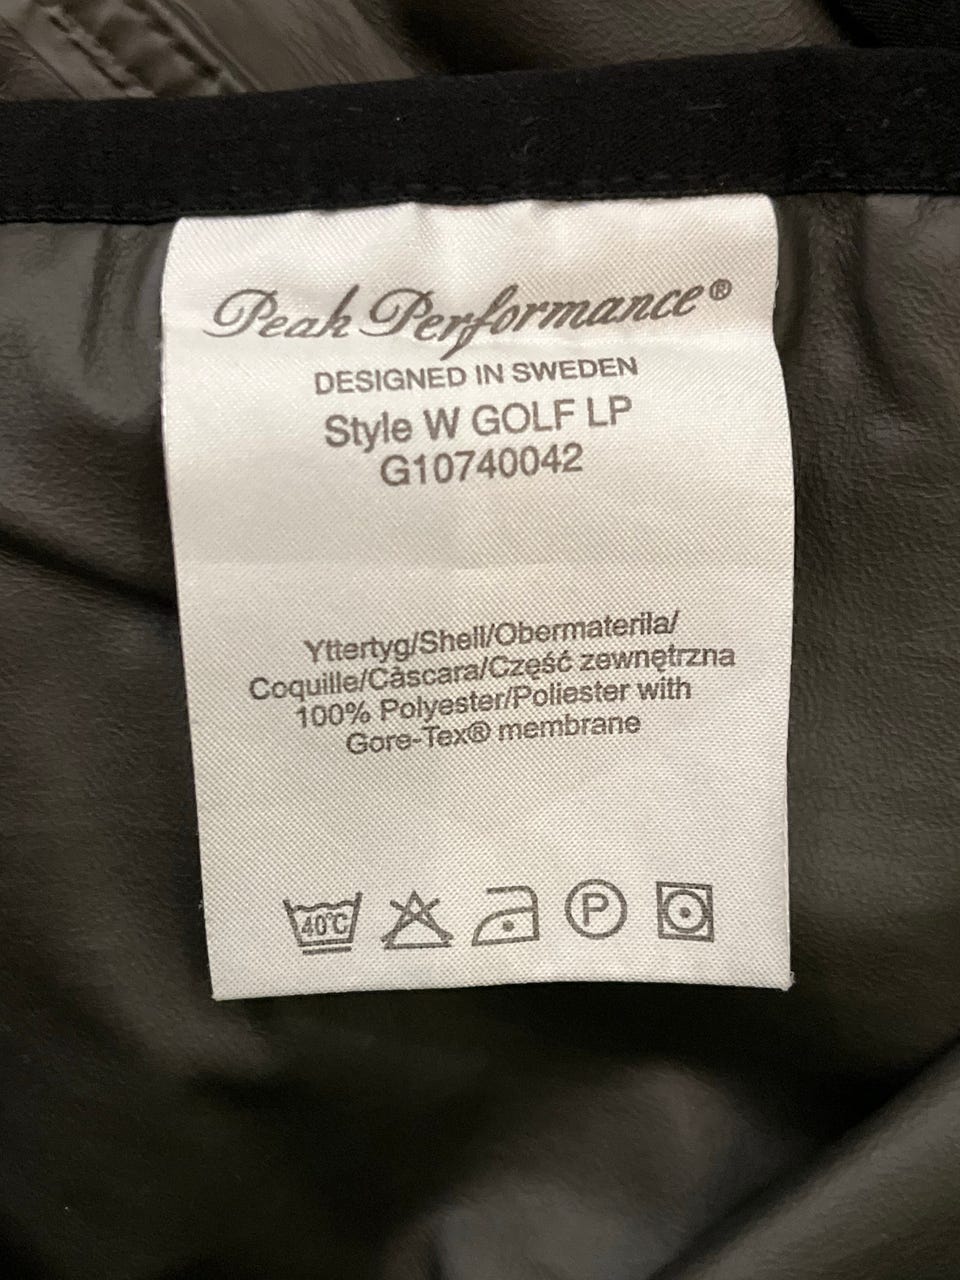 Peak Performance®
DESIGNED IN SWEDEN
Style W GOLF LP
G10740042
Yttertyg/Shell/Obermaterila/
Coquille/Càscara/Część zewnętrzna
100% Polyester/Poliester with
Gore-Tex® membrane
40°C P